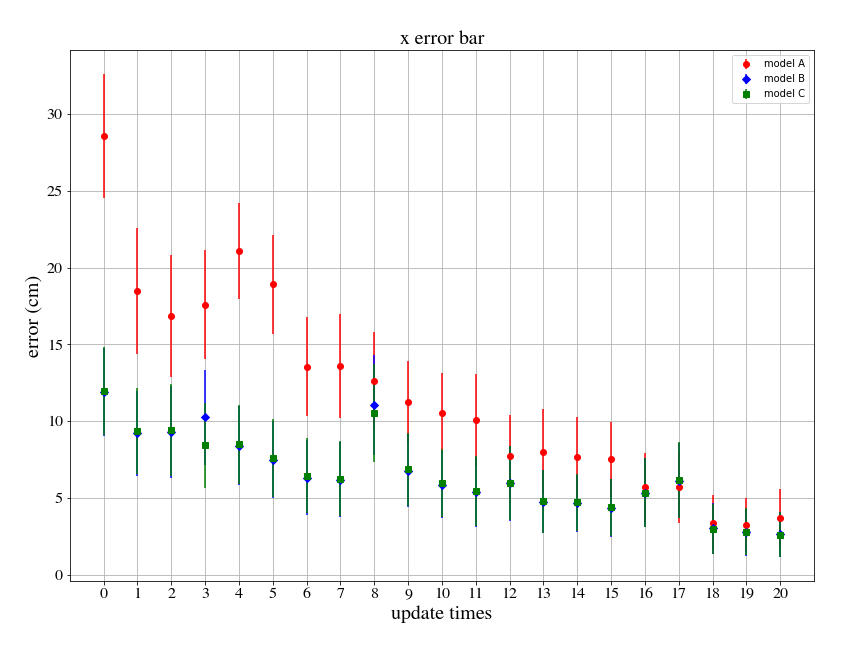 x error bar
model A
model B
model C
error (cm)
30
25
20
15
10
5
0
0 1 2 3 4 5 6 7 8 9 10 11 12 13 14 15 16 17 18 19 20
update times